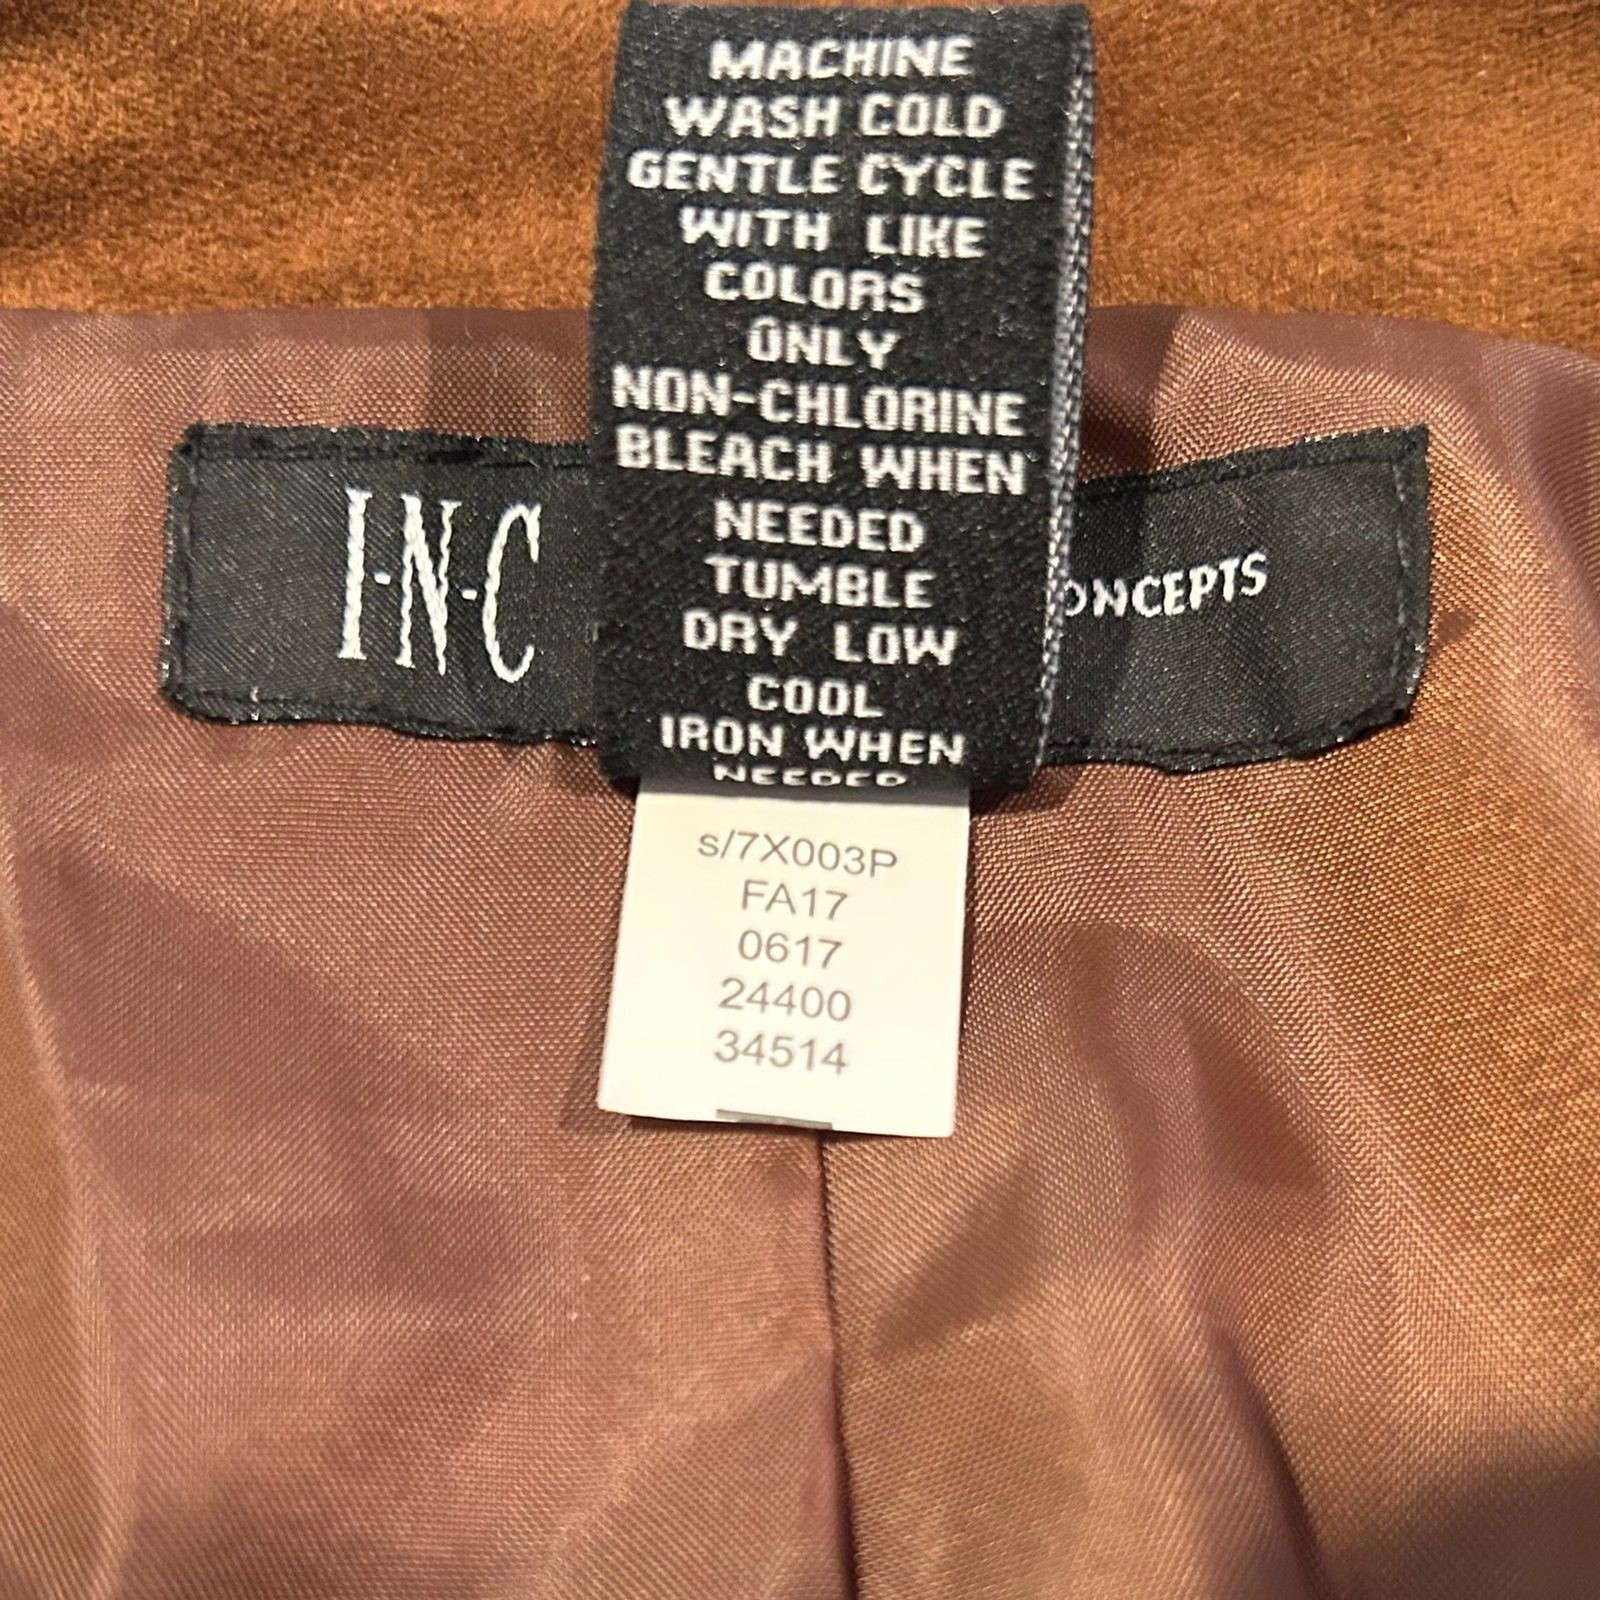 MACHINE
WASH COLD
GENTLE CYCLE
WITH LIKE
COLORS
ONLY
NON-CHLORINE
BLEACH WHEN
NEEDED
TUMBLE
DRY LOW
COOL
IRON WHEN
NEEDED
I·N·C
ONCEPTS
s/7X003P
FA17
0617
24400
34514